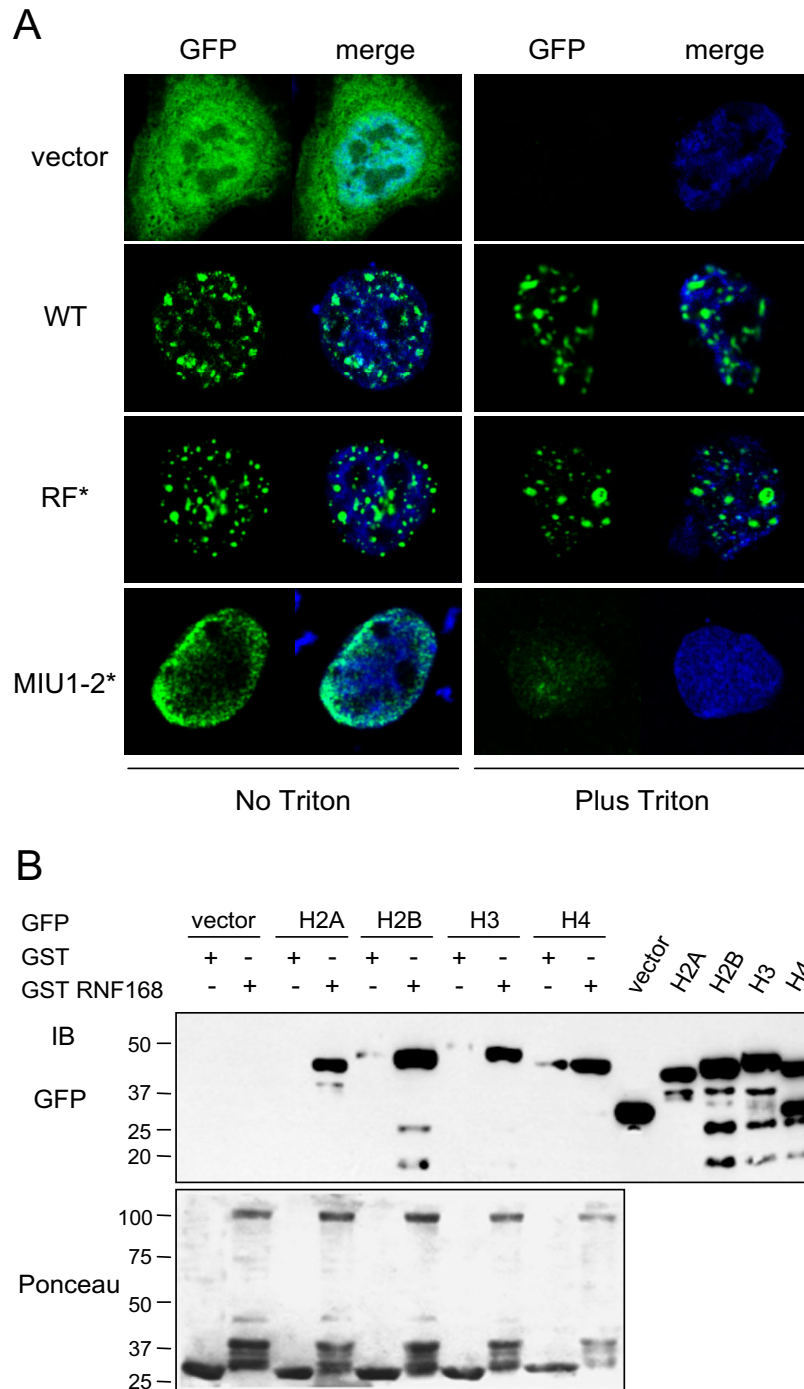 A
GFP merge GFP merge
vector
WT
RF*
MIU1-2*
No Triton Plus Triton
B
GFP vector H2A H2B H3 H4
GST + - + - + - + - + -
GST RNF168 - + - + - + - + - +
vector H2A H2B H3 H4
IB
GFP
50
37
25
20
Ponceau
100
75
50
37
25